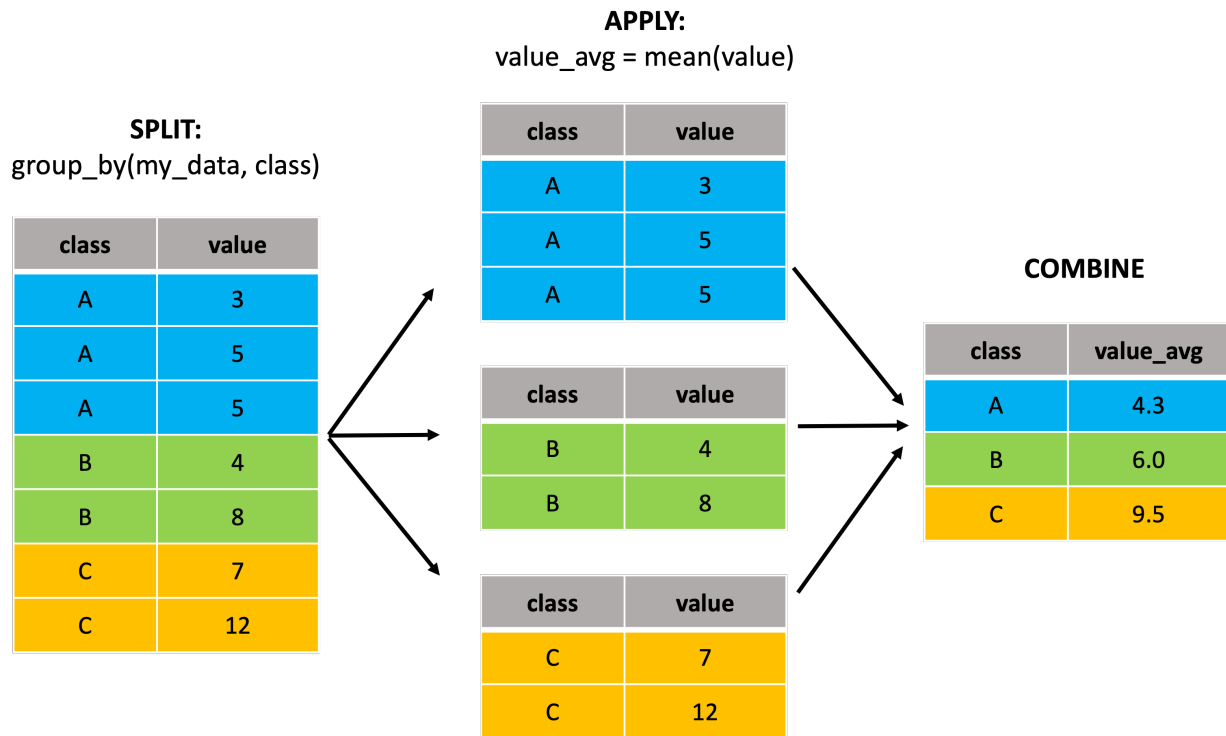 SPLIT:
group_by(my_data, class)
class value
A 3
A 5
A 5
B 4
B 8
C 7
C 12
APPLY:
value_avg = mean(value)
class value
A 3
A 5
A 5
class value
B 4
B 8
class value
C 7
C 12
COMBINE
class value_avg
A 4.3
B 6.0
C 9.5